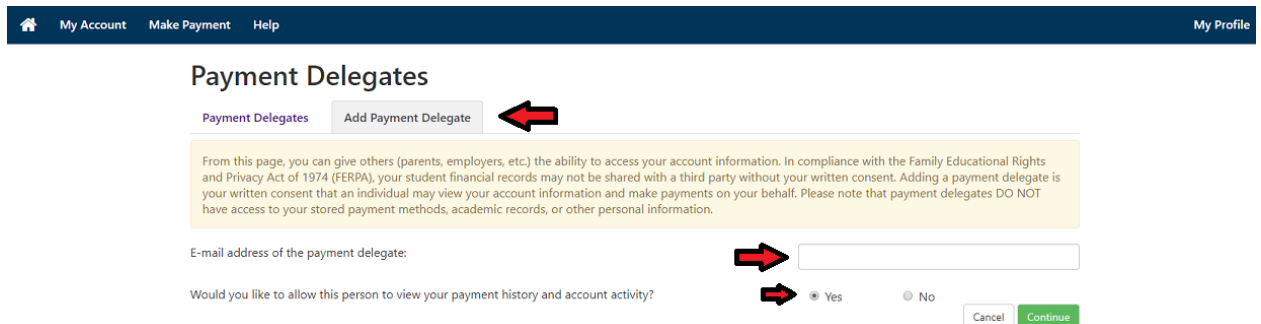 My Account Make Payment Help My Profile
Payment Delegates
Payment Delegates Add Payment Delegate
From this page, you can give others (parents, employers, etc.) the ability to access your account information. In compliance with the Family Educational Rights
and Privacy Act of 1974 (FERPA), your student financial records may not be shared with a third party without your written consent. Adding a payment delegate is
your written consent that an individual may view your account information and make payments on your behalf. Please note that payment delegates DO NOT
have access to your stored payment methods, academic records, or other personal information.
E-mail address of the payment delegate:
Would you like to allow this person to view your payment history and account activity? Yes No
Cancel Continue